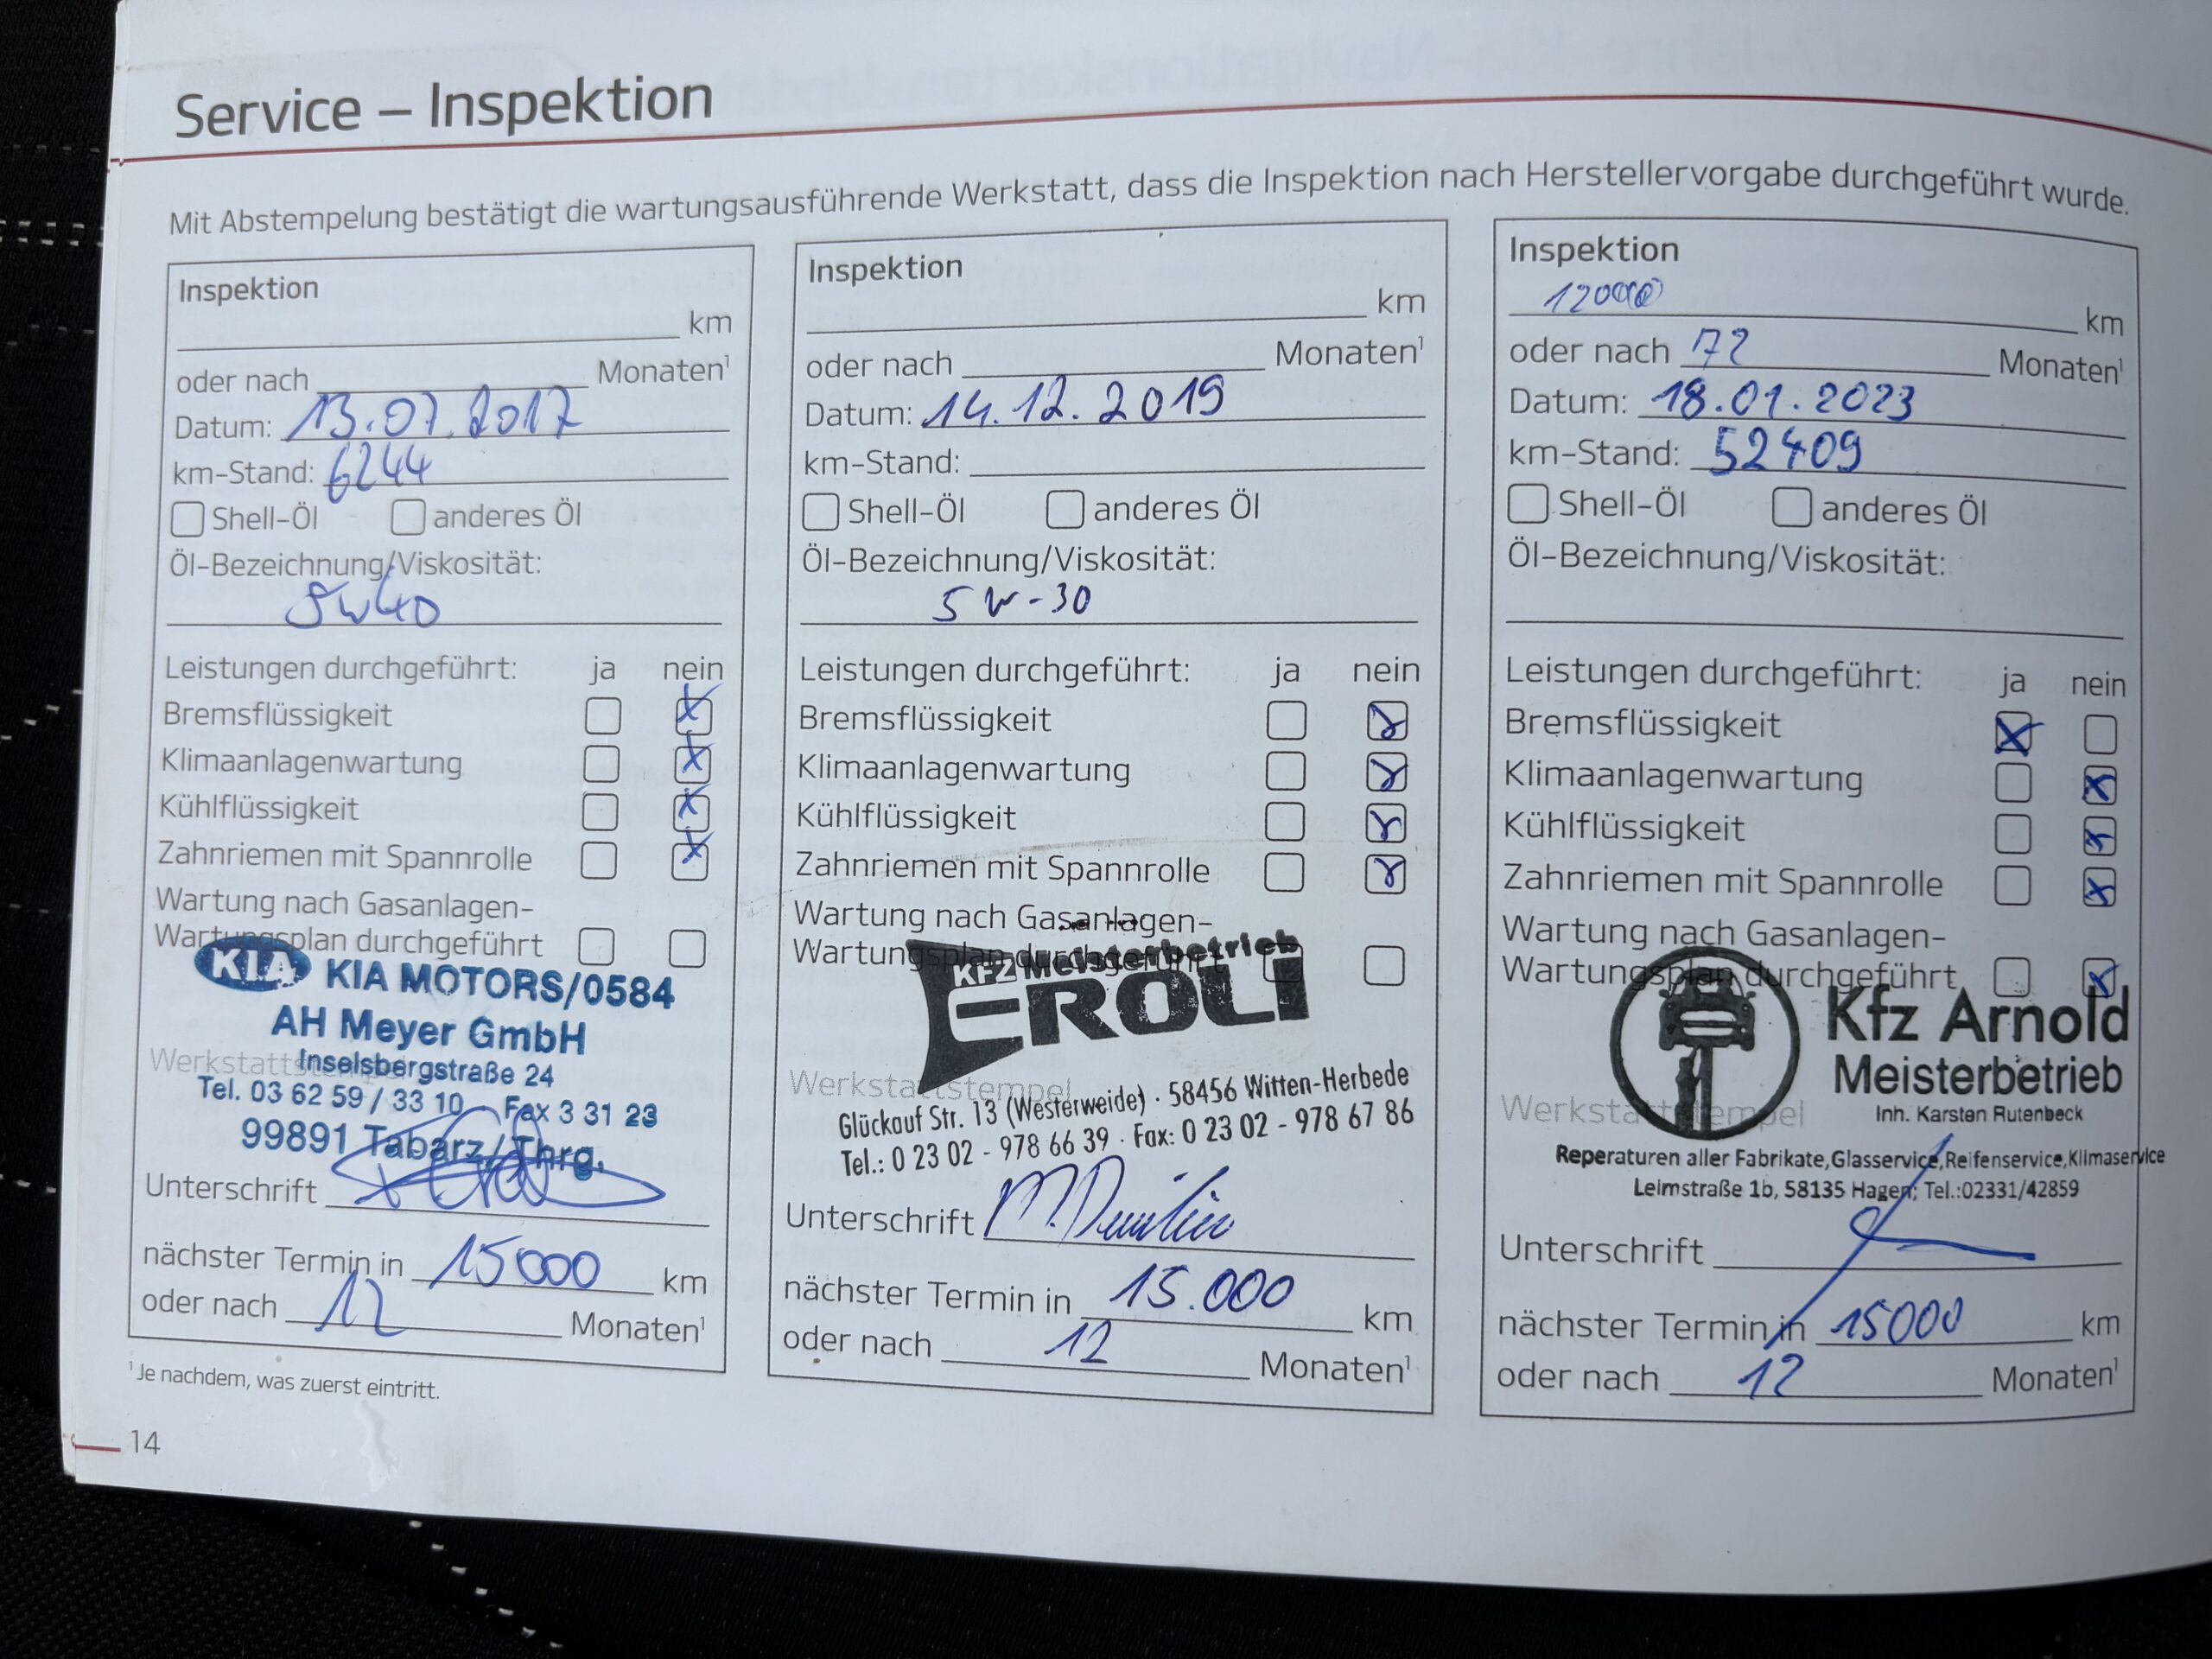 Service – Inspektion
Mit Abstempelung bestätigt die wartungsausführende Werkstatt, dass die Inspektion nach Herstellervorgabe durchgeführt wurde.
Inspektion
km
oder nach Monaten¹
Datum: 13.07.2017
km-Stand: 6244
Shell-Öl anderes Öl
Öl-Bezeichnung/Viskosität:
5W40
Leistungen durchgeführt: ja nein
Bremsflüssigkeit
Klimaanlagenwartung
Kühlflüssigkeit
Zahnriemen mit Spannrolle
Wartung nach Gasanlagen-
Wartungsplan durchgeführt
KIA KIA MOTORS/0584
AH Meyer GmbH
Werkstattstempel
Inselsbergstraße 24
Tel. 03 62 59 / 33 10 Fax 3 31 23
99891 Tabarz/Thrg.
Unterschrift
nächster Termin in 15000 km
oder nach 12 Monaten¹
¹ Je nachdem, was zuerst eintritt.
14
Inspektion
km
oder nach Monaten¹
Datum: 14.12.2019
km-Stand:
Shell-Öl anderes Öl
Öl-Bezeichnung/Viskosität:
5W-30
Leistungen durchgeführt: ja nein
Bremsflüssigkeit
Klimaanlagenwartung
Kühlflüssigkeit
Zahnriemen mit Spannrolle
Wartung nach Gasanlagen-
Wartungsplan durchgeführt
KFZ Meisterbetrieb
EROLI
Werkstattstempel
Glückauf Str. 13 (Westerweide) · 58456 Witten-Herbede
Tel.: 0 23 02 - 978 66 39 · Fax: 0 23 02 - 978 67 86
Unterschrift
nächster Termin in 15.000 km
oder nach 12 Monaten¹
Inspektion
km
oder nach 72 Monaten¹
Datum: 18.01.2023
km-Stand: 52409
Shell-Öl anderes Öl
Öl-Bezeichnung/Viskosität:
Leistungen durchgeführt: ja nein
Bremsflüssigkeit
Klimaanlagenwartung
Kühlflüssigkeit
Zahnriemen mit Spannrolle
Wartung nach Gasanlagen-
Wartungsplan durchgeführt
Kfz Arnold
Meisterbetrieb
Werkstattstempel
Inh. Karsten Rutenbeck
Reperaturen aller Fabrikate,Glasservice,Reifenservice,Klimaservice
Leimstraße 1b, 58135 Hagen; Tel.:02331/42859
Unterschrift
nächster Termin in 15000 km
oder nach 12 Monaten¹